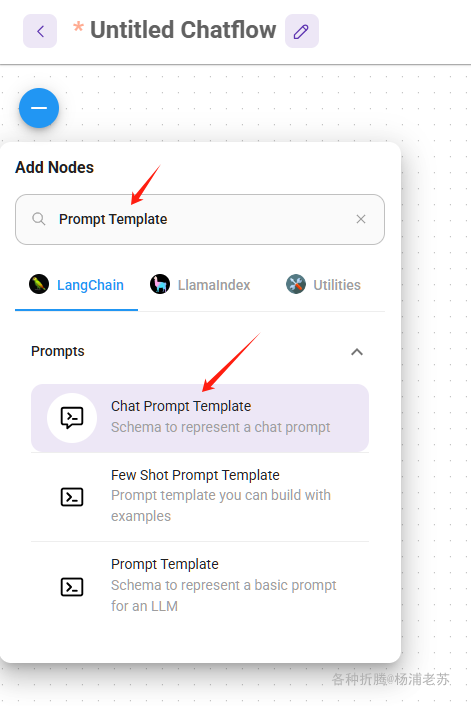 * Untitled Chatflow
Add Nodes
Prompt Template
LangChain
LlamaIndex
Utilities
Prompts
Chat Prompt Template
Schema to represent a chat prompt
Few Shot Prompt Template
Prompt template you can build with
examples
Prompt Template
Schema to represent a basic prompt
for an LLM
各种折腾@杨浦老苏